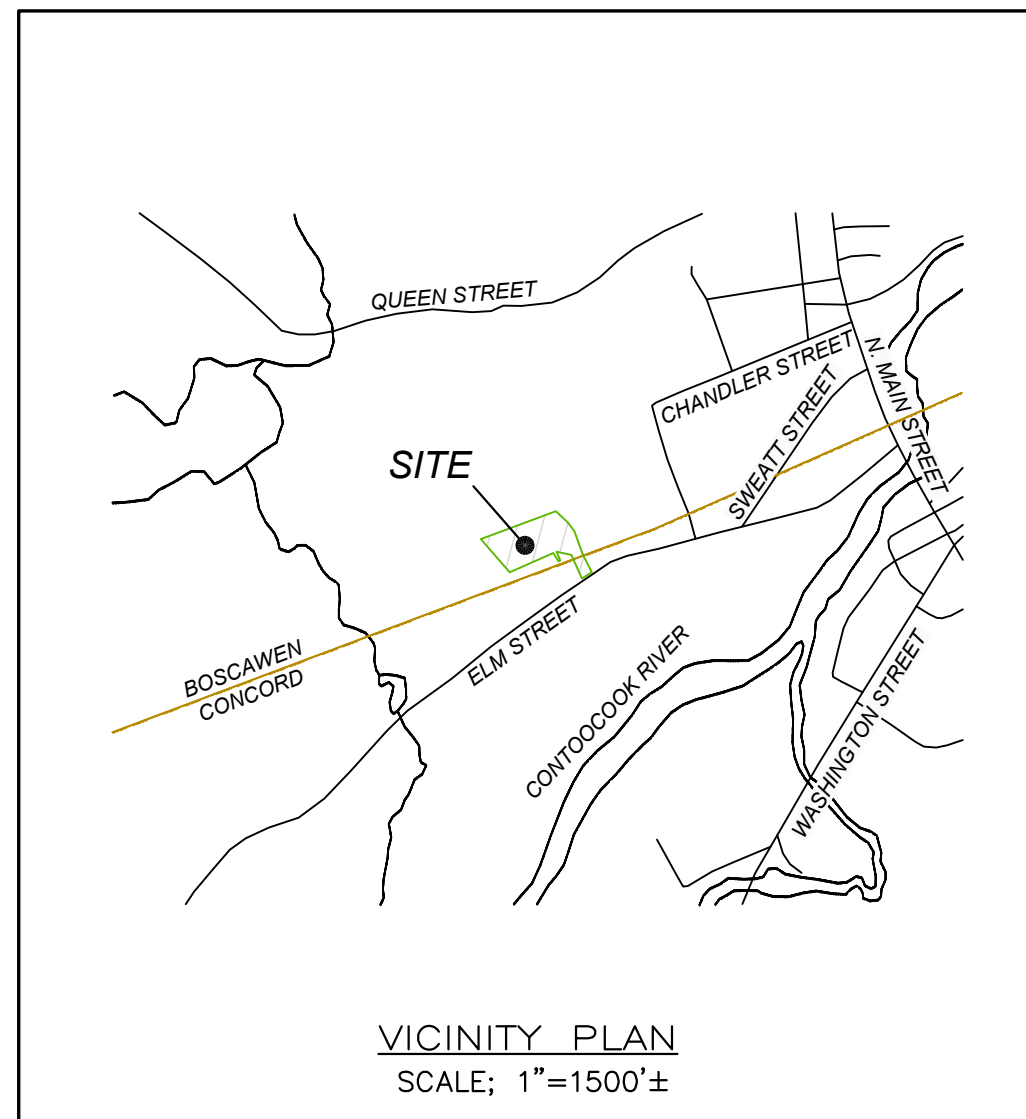 QUEEN STREET
CHANDLER STREET
N. MAIN STREET
SWEATT STREET
SITE
ELM STREET
BOSCAWEN
CONCORD
CONTOOCOOK RIVER
WASHINGTON STREET
VICINITY PLAN
SCALE; 1"=1500'±